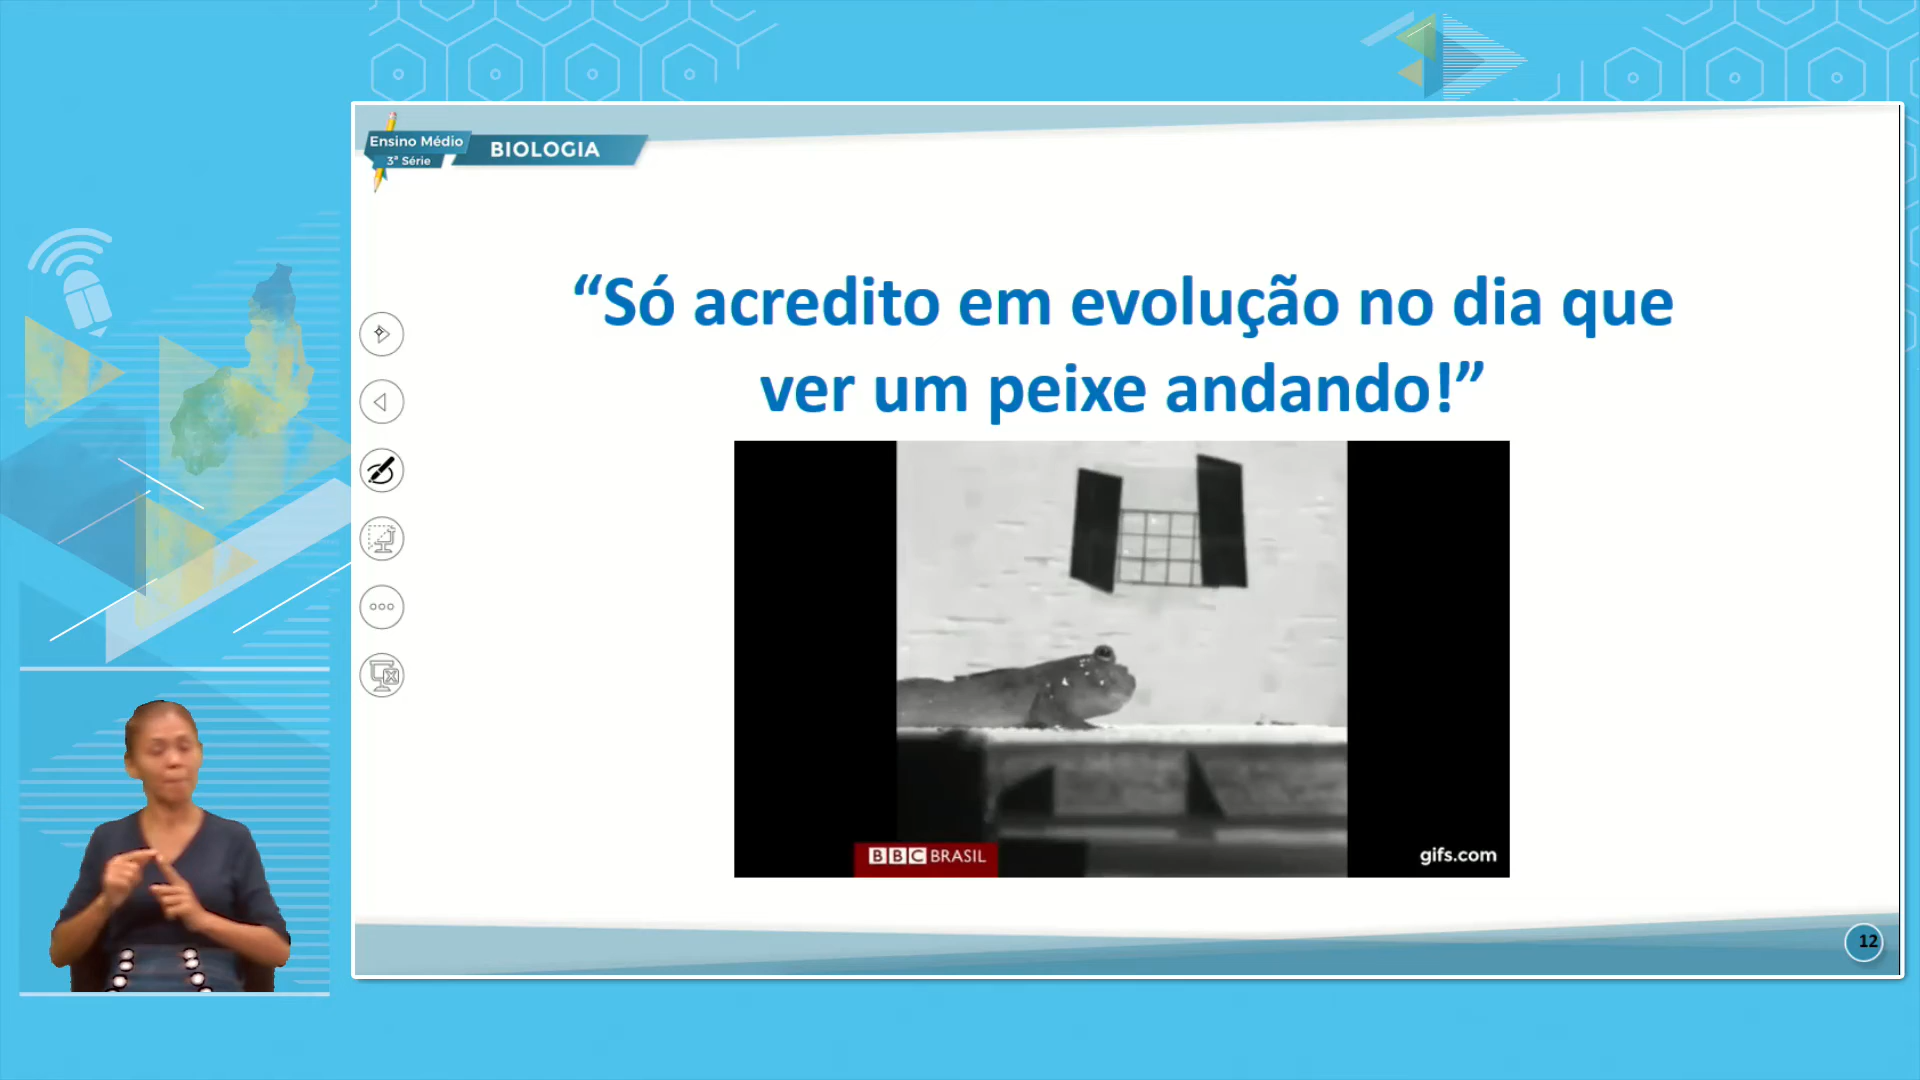 Ensino Médio
3ª Série
BIOLOGIA
“Só acredito em evolução no dia que
ver um peixe andando!”
BBC BRASIL
gifs.com
12